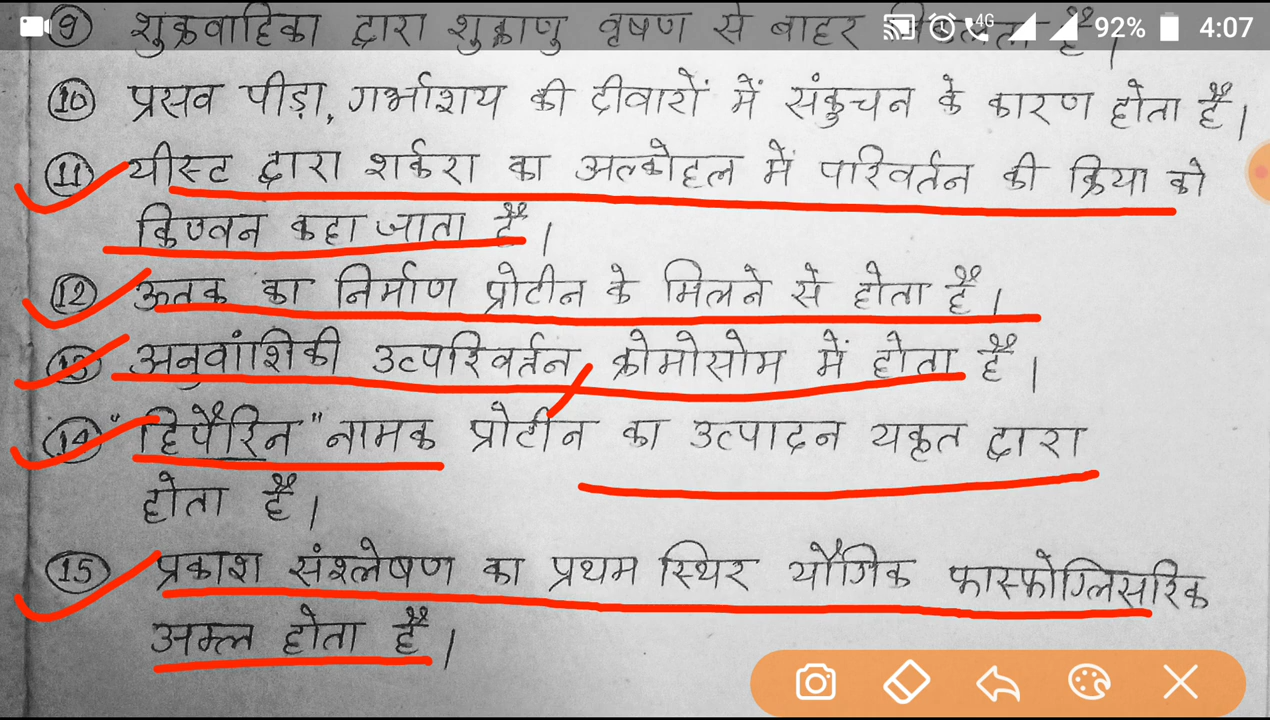 ⑨ शुक्रवाहिका द्वारा शुक्राणु वृषण से बाहर है। 4G 92% 4:07
⑩ प्रसव पीड़ा, गर्भाशय की दीवारों में संकुचन के कारण होता है।
⑪ यीस्ट द्वारा शर्करा का अल्कोहल में परिवर्तन की क्रिया को
किण्वन कहा जाता है।
⑫ ऊतक का निर्माण प्रोटीन के मिलने से होता है।
⑬ अनुवांशिकी उत्परिवर्तन, क्रोमोसोम में होता है।
⑭ "हिपैरिन" नामक प्रोटीन का उत्पादन यकृत द्वारा
होता है।
⑮ प्रकाश संश्लेषण का प्रथम स्थिर यौगिक फास्फोग्लिसरिक
अम्ल होता है।